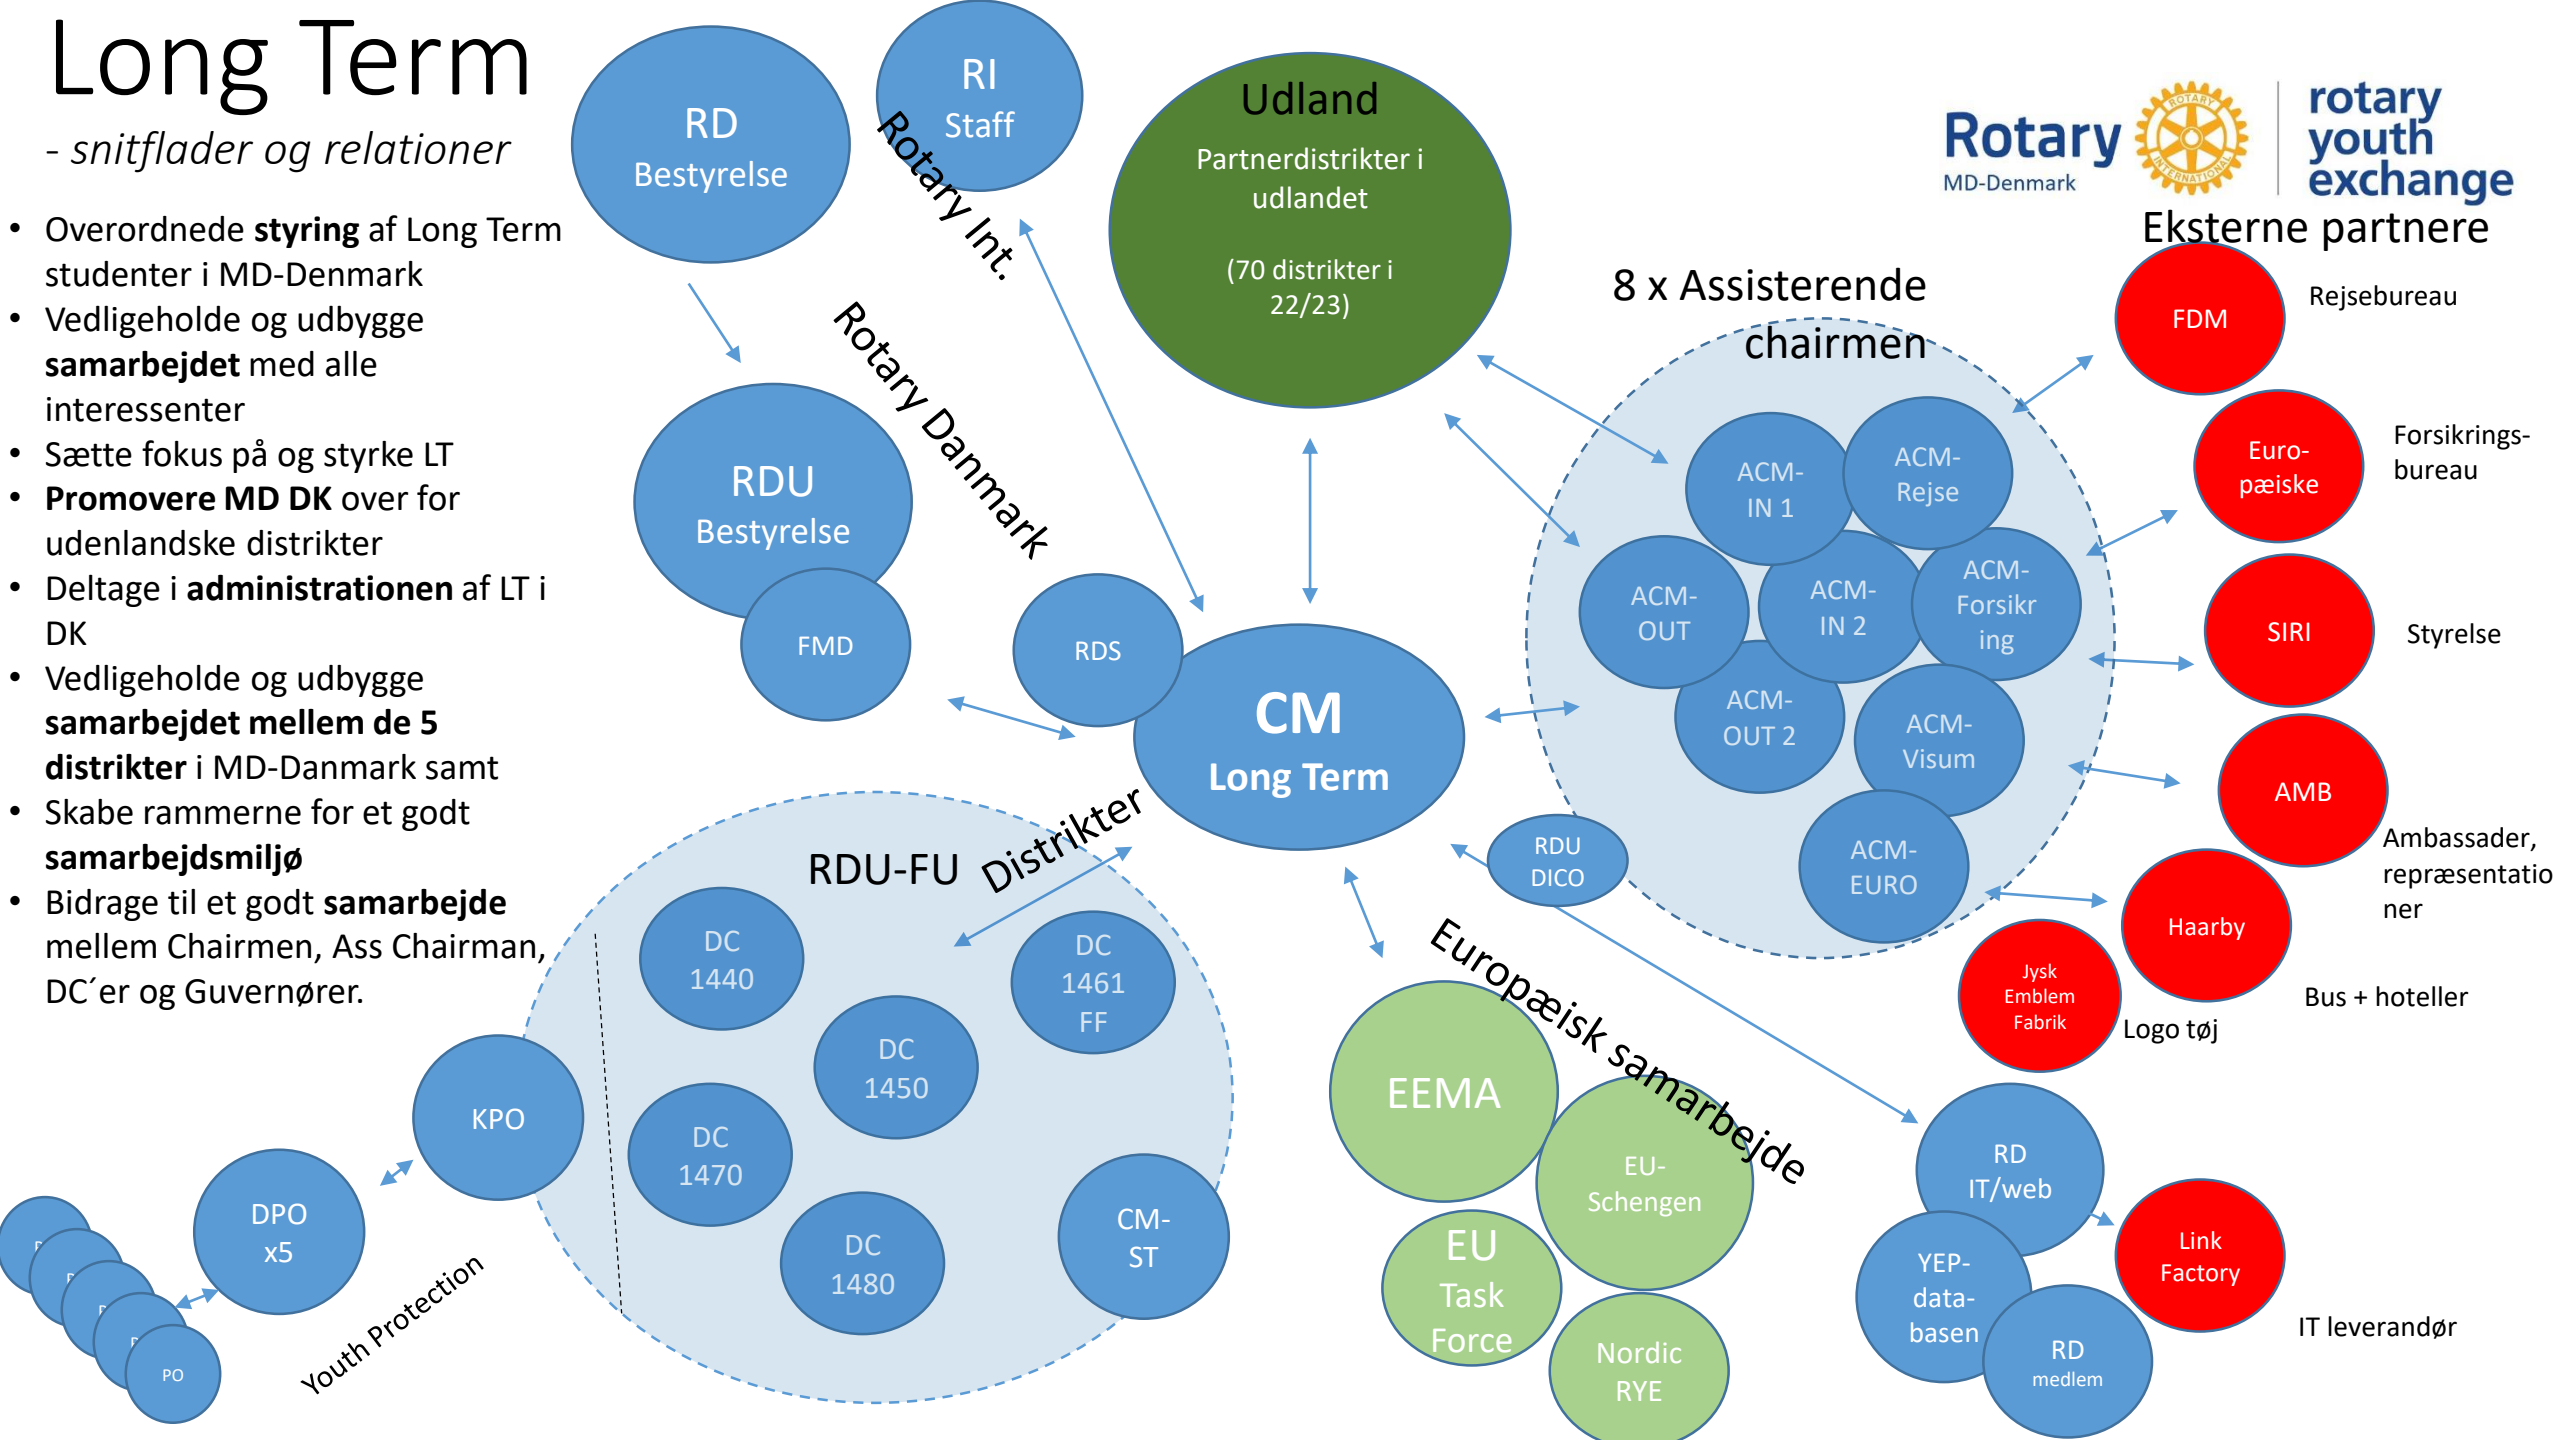 Long Term
- snitflader og relationer
• Overordnede styring af Long Term
studenter i MD-Denmark
• Vedligeholde og udbygge
samarbejdet med alle
interessenter
• Sætte fokus på og styrke LT
• Promovere MD DK over for
udenlandske distrikter
• Deltage i administrationen af LT i
DK
• Vedligeholde og udbygge
samarbejdet mellem de 5
distrikter i MD-Danmark samt
• Skabe rammerne for et godt
samarbejdsmiljø
• Bidrage til et godt samarbejde
mellem Chairmen, Ass Chairman,
DC´er og Guvernører.
RD
Bestyrelse
RI
Staff
Rotary Int.
Rotary Danmark
RDU
Bestyrelse
FMD
RDS
CM
Long Term
Udland
Partnerdistrikter i
udlandet
(70 distrikter i
22/23)
8 x Assisterende
chairmen
ACM-
IN 1
ACM-
Rejse
ACM-
OUT
ACM-
IN 2
ACM-
Forsikr
ing
ACM-
OUT 2
ACM-
Visum
ACM-
EURO
RDU
DICO
Rotary
MD-Denmark
ROTARY
INTERNATIONAL
rotary
youth
exchange
Eksterne partnere
FDM
Rejsebureau
Euro-
pæiske
Forsikrings-
bureau
SIRI
Styrelse
AMB
Ambassader,
repræsentatio
ner
Haarby
Bus + hoteller
Jysk
Emblem
Fabrik
Logo tøj
Distrikter
RDU-FU
DC
1440
DC
1461
FF
DC
1450
DC
1470
DC
1480
CM-
ST
KPO
DPO
x5
PO
Youth Protection
Europæisk samarbejde
EEMA
EU-
Schengen
EU
Task
Force
Nordic
RYE
RD
IT/web
YEP-
data-
basen
RD
medlem
Link
Factory
IT leverandør